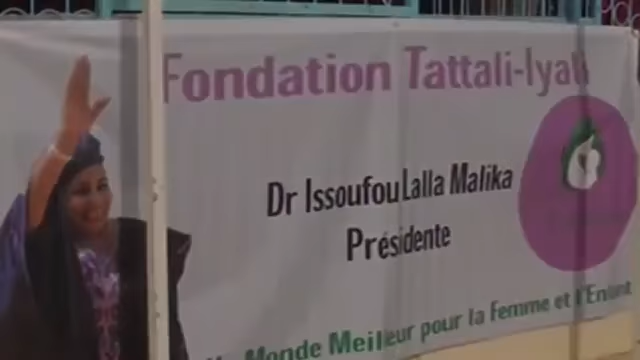 Fondation Tattali-Iyali
Dr Issoufou Lalla Malika
Présidente
Monde Meilleur pour la Femme et l'Enfant